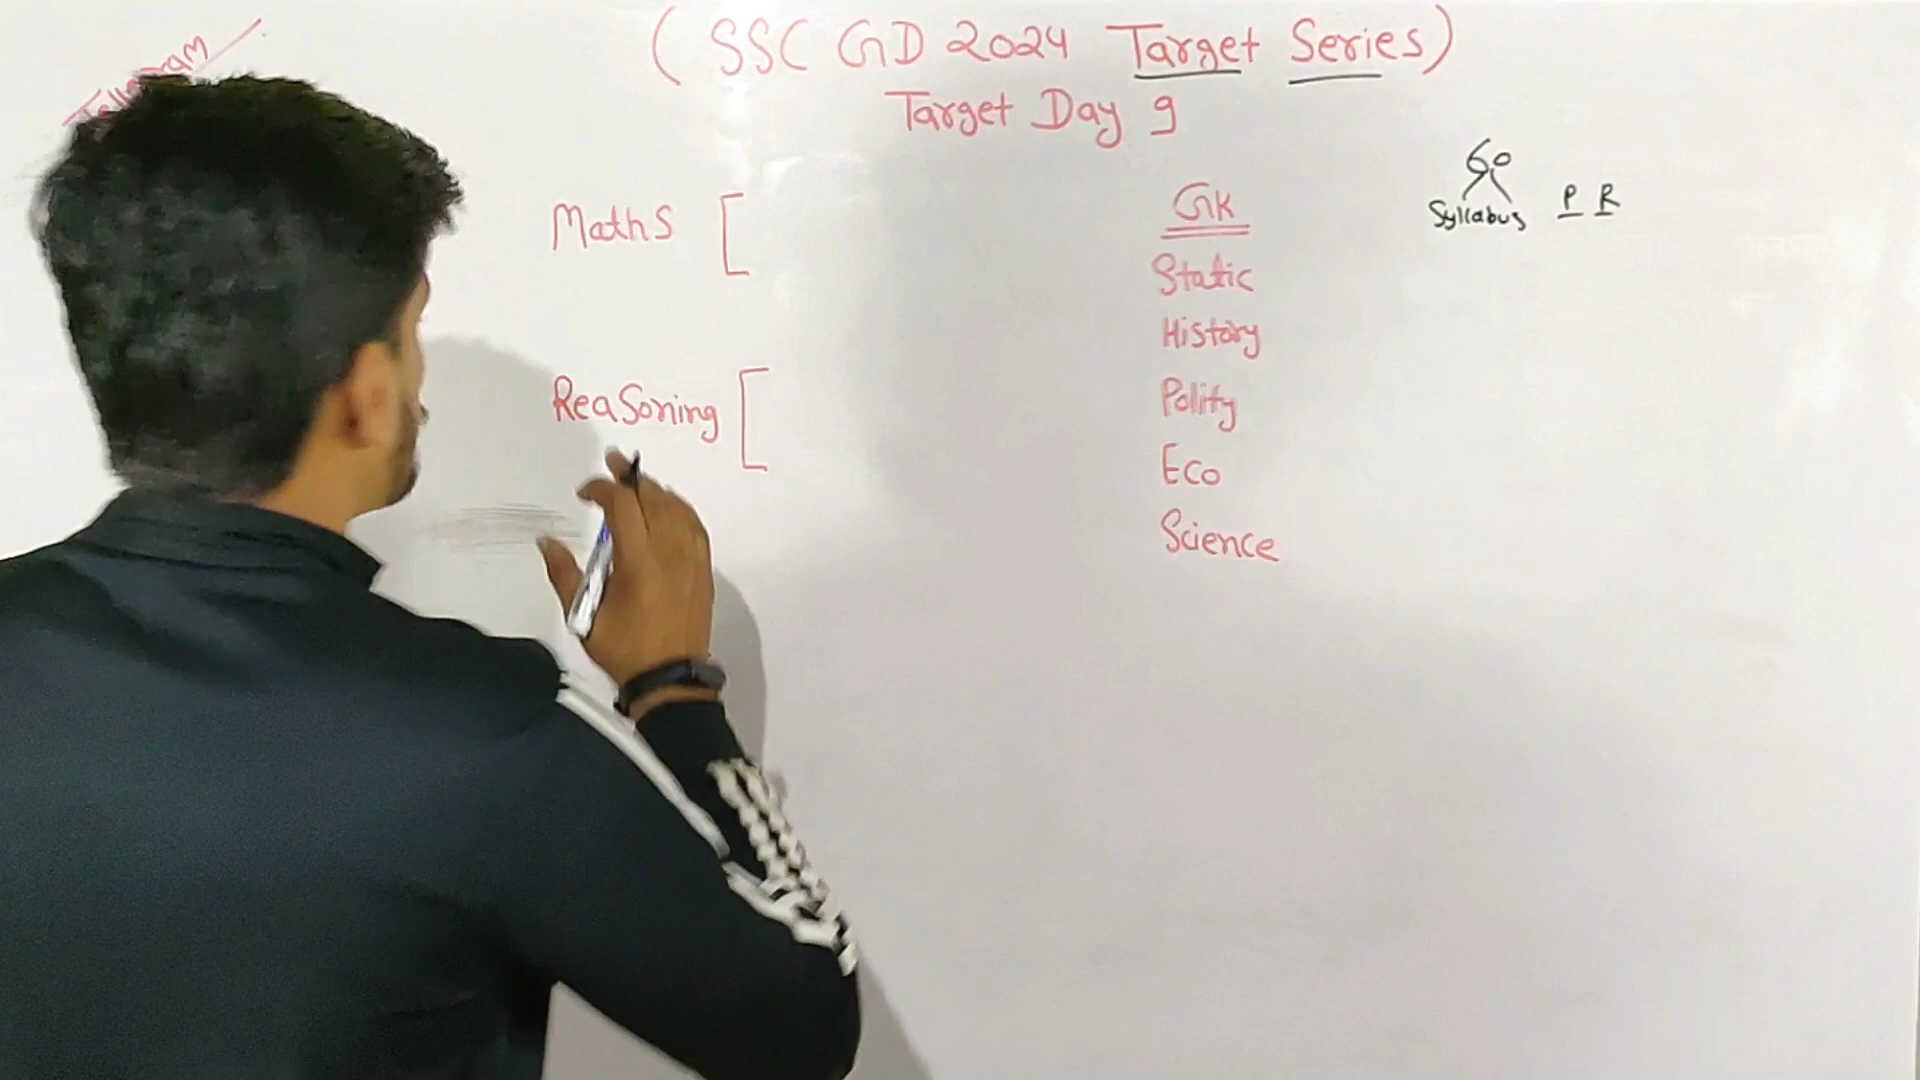 ( SSC GD 2024 Target Series )
Target Day 9
Maths [
Reasoning [
GK
Static
History
Polity
Eco
Science
60
Syllabus P R